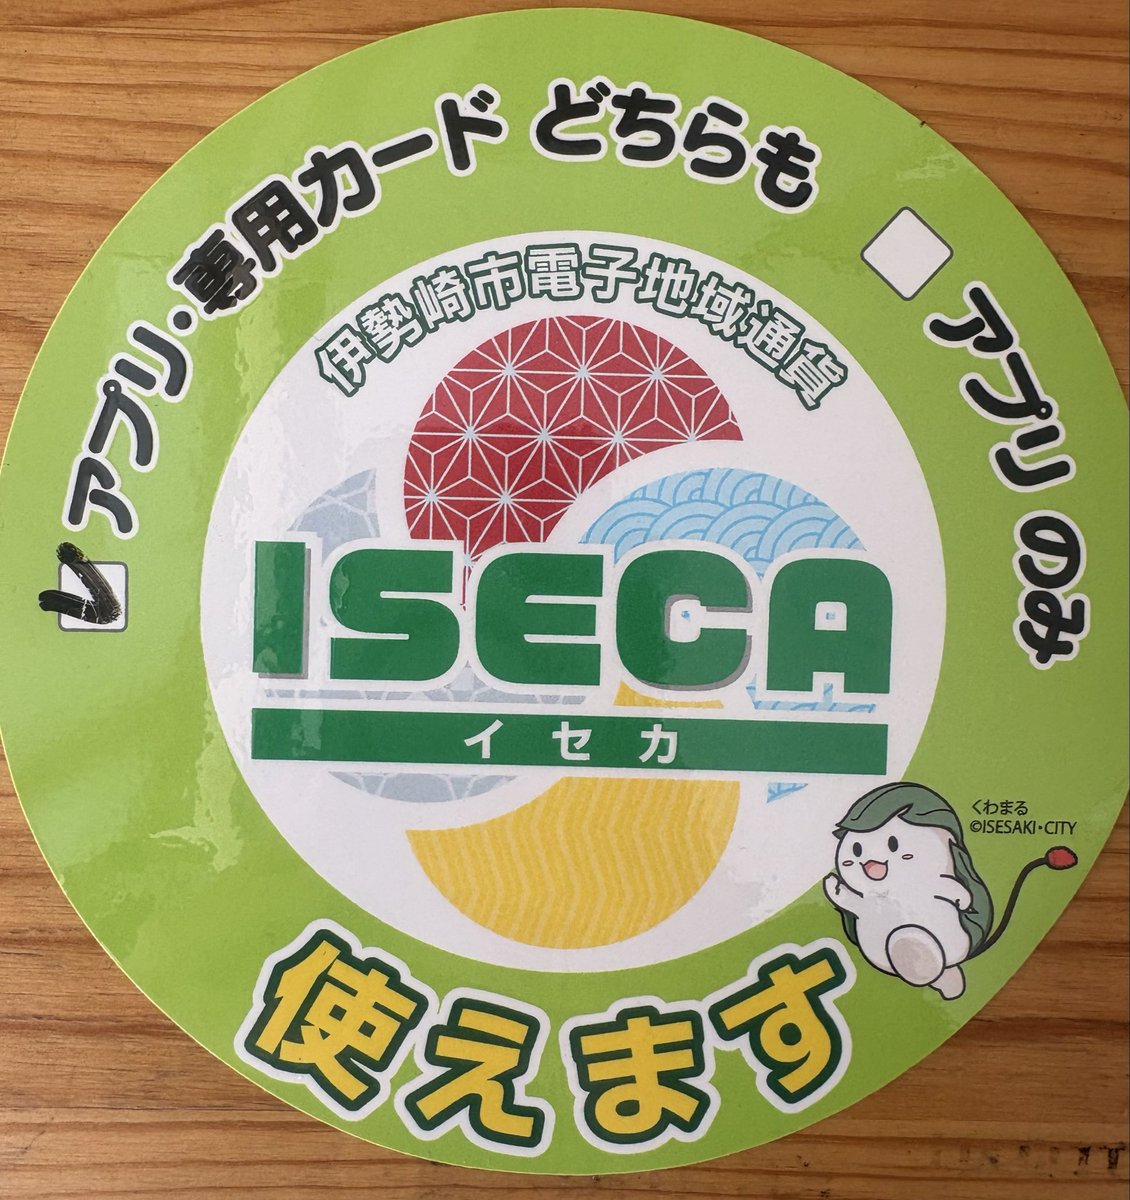 アプリ・専用カード どちらも
アプリ のみ
伊勢崎市電子地域通貨
ISECA
イセカ
くわまる
©ISESAKI・CITY
使えます